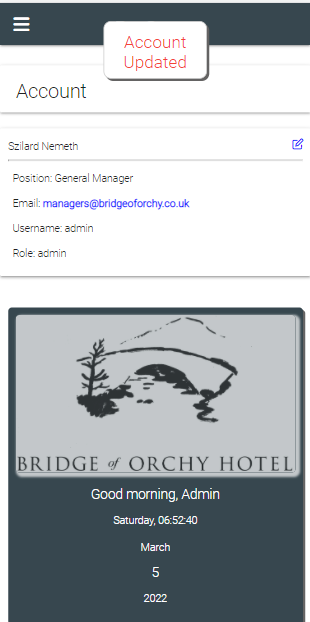 Account
Updated
Account
Szilard Nemeth
Position: General Manager
Email: managers@bridgeoforchy.co.uk
Username: admin
Role: admin
BRIDGE of ORCHY HOTEL
Good morning, Admin
Saturday, 06:52:40
March
5
2022